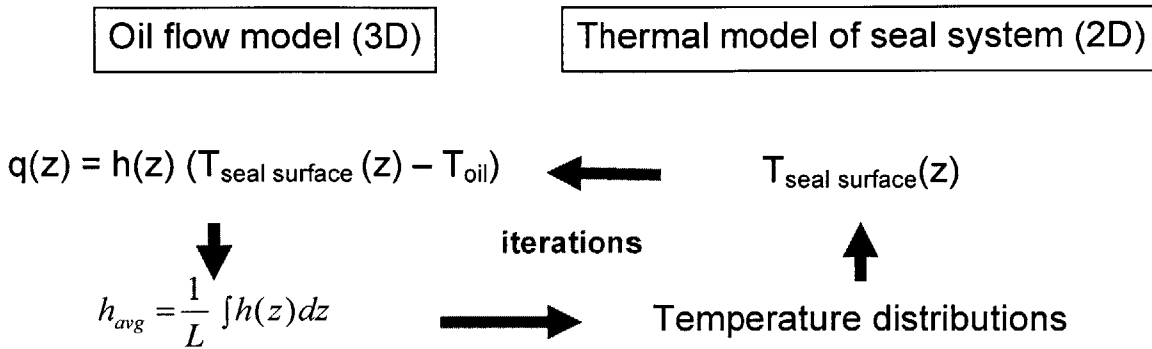 Oil flow model (3D)
Thermal model of seal system (2D)
q(z) = h(z) (T_seal surface (z) – T_oil)
T_seal surface(z)
iterations
h_avg = 1/L ∫h(z)dz
Temperature distributions